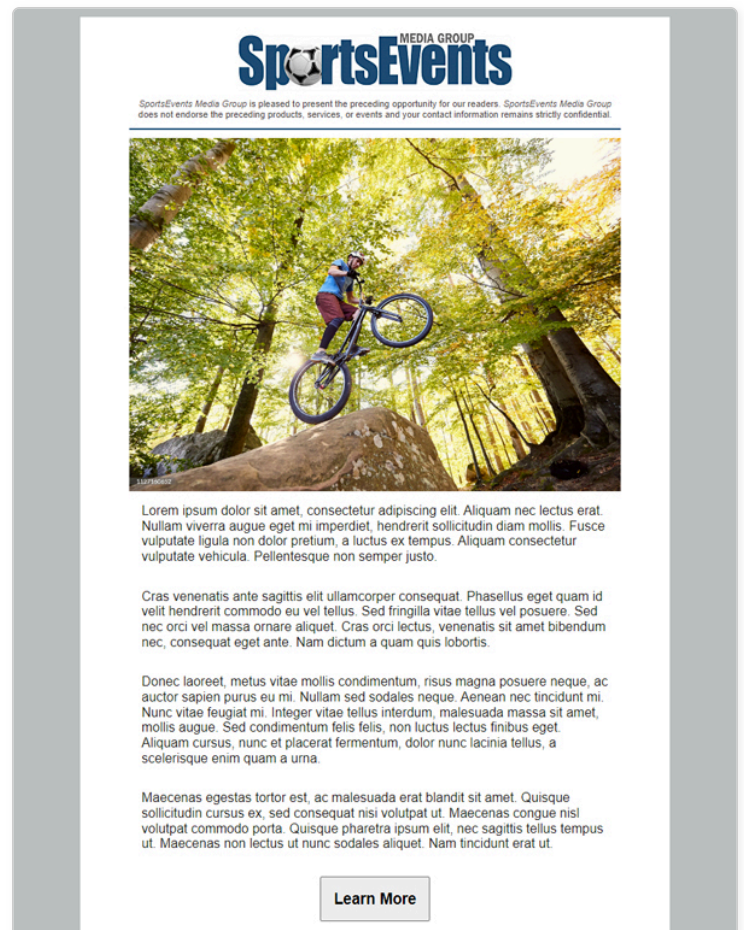 SportsEvents
MEDIA GROUP
SportsEvents Media Group is pleased to present the preceding opportunity for our readers. SportsEvents Media Group
does not endorse the preceding products, services, or events and your contact information remains strictly confidential.
Lorem ipsum dolor sit amet, consectetur adipiscing elit. Aliquam nec lectus erat.
Nullam viverra augue eget mi imperdiet, hendrerit sollicitudin diam mollis. Fusce
vulputate ligula non dolor pretium, a luctus ex tempus. Aliquam consectetur
vulputate vehicula. Pellentesque non semper justo.
Cras venenatis ante sagittis elit ullamcorper consequat. Phasellus eget quam id
velit hendrerit commodo eu vel tellus. Sed fringilla vitae tellus vel posuere. Sed
nec orci vel massa ornare aliquet. Cras orci lectus, venenatis sit amet bibendum
nec, consequat eget ante. Nam dictum a quam quis lobortis.
Donec laoreet, metus vitae mollis condimentum, risus magna posuere neque, ac
auctor sapien purus eu mi. Nullam sed sodales neque. Aenean nec tincidunt mi.
Nunc vitae feugiat mi. Integer vitae tellus interdum, malesuada massa sit amet,
mollis augue. Sed condimentum felis felis, non luctus lectus finibus eget.
Aliquam cursus, nunc et placerat fermentum, dolor nunc lacinia tellus, a
scelerisque enim quam a urna.
Maecenas egestas tortor est, ac malesuada erat blandit sit amet. Quisque
sollicitudin cursus ex, sed consequat nisi volutpat ut. Maecenas congue nisl
volutpat commodo porta. Quisque pharetra ipsum elit, nec sagittis tellus tempus
ut. Maecenas non lectus ut nunc sodales aliquet. Nam tincidunt erat ut.
Learn More